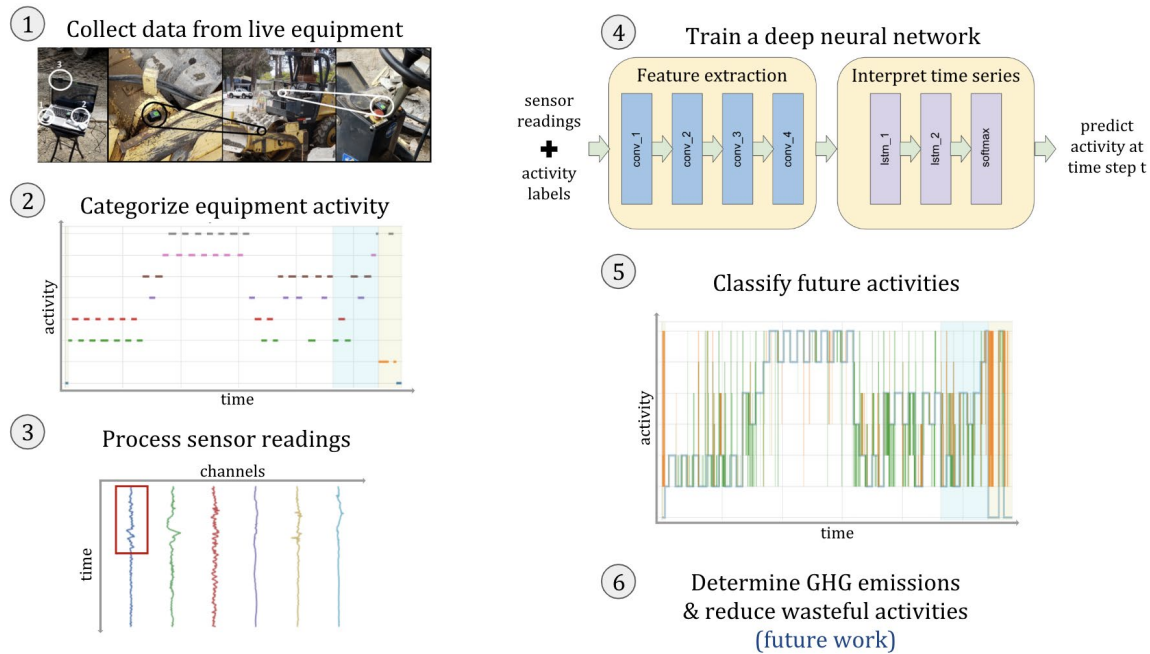 1
Collect data from live equipment
3
1
2
2
Categorize equipment activity
activity
time
3
Process sensor readings
channels
time
4
Train a deep neural network
sensor
readings
+
activity
labels
Feature extraction
conv_1
conv_2
conv_3
conv_4
Interpret time series
lstm_1
lstm_2
softmax
predict
activity at
time step t
5
Classify future activities
activity
time
6
Determine GHG emissions
& reduce wasteful activities
(future work)